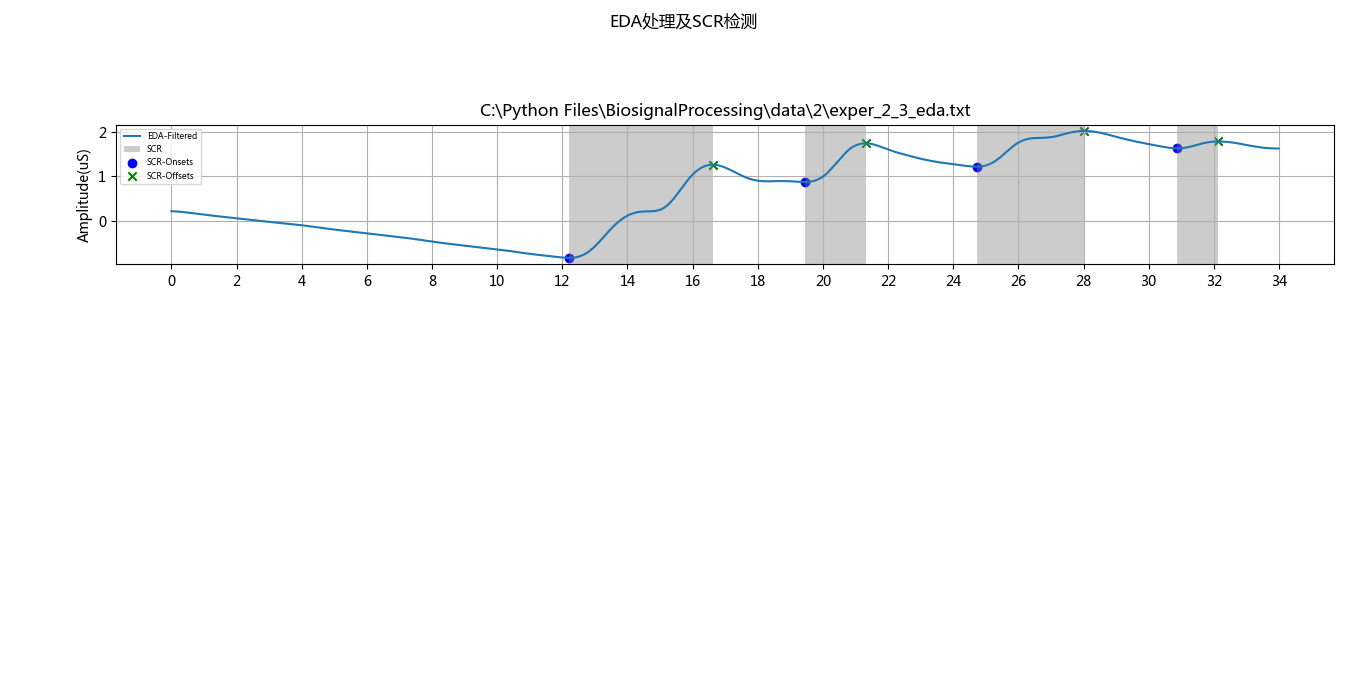 EDA处理及SCR检测
C:\Python Files\BiosignalProcessing\data\2\exper_2_3_eda.txt
EDA-Filtered
SCR
SCR-Onsets
SCR-Offsets
Amplitude(uS)
2
1
0
0 2 4 6 8 10 12 14 16 18 20 22 24 26 28 30 32 34